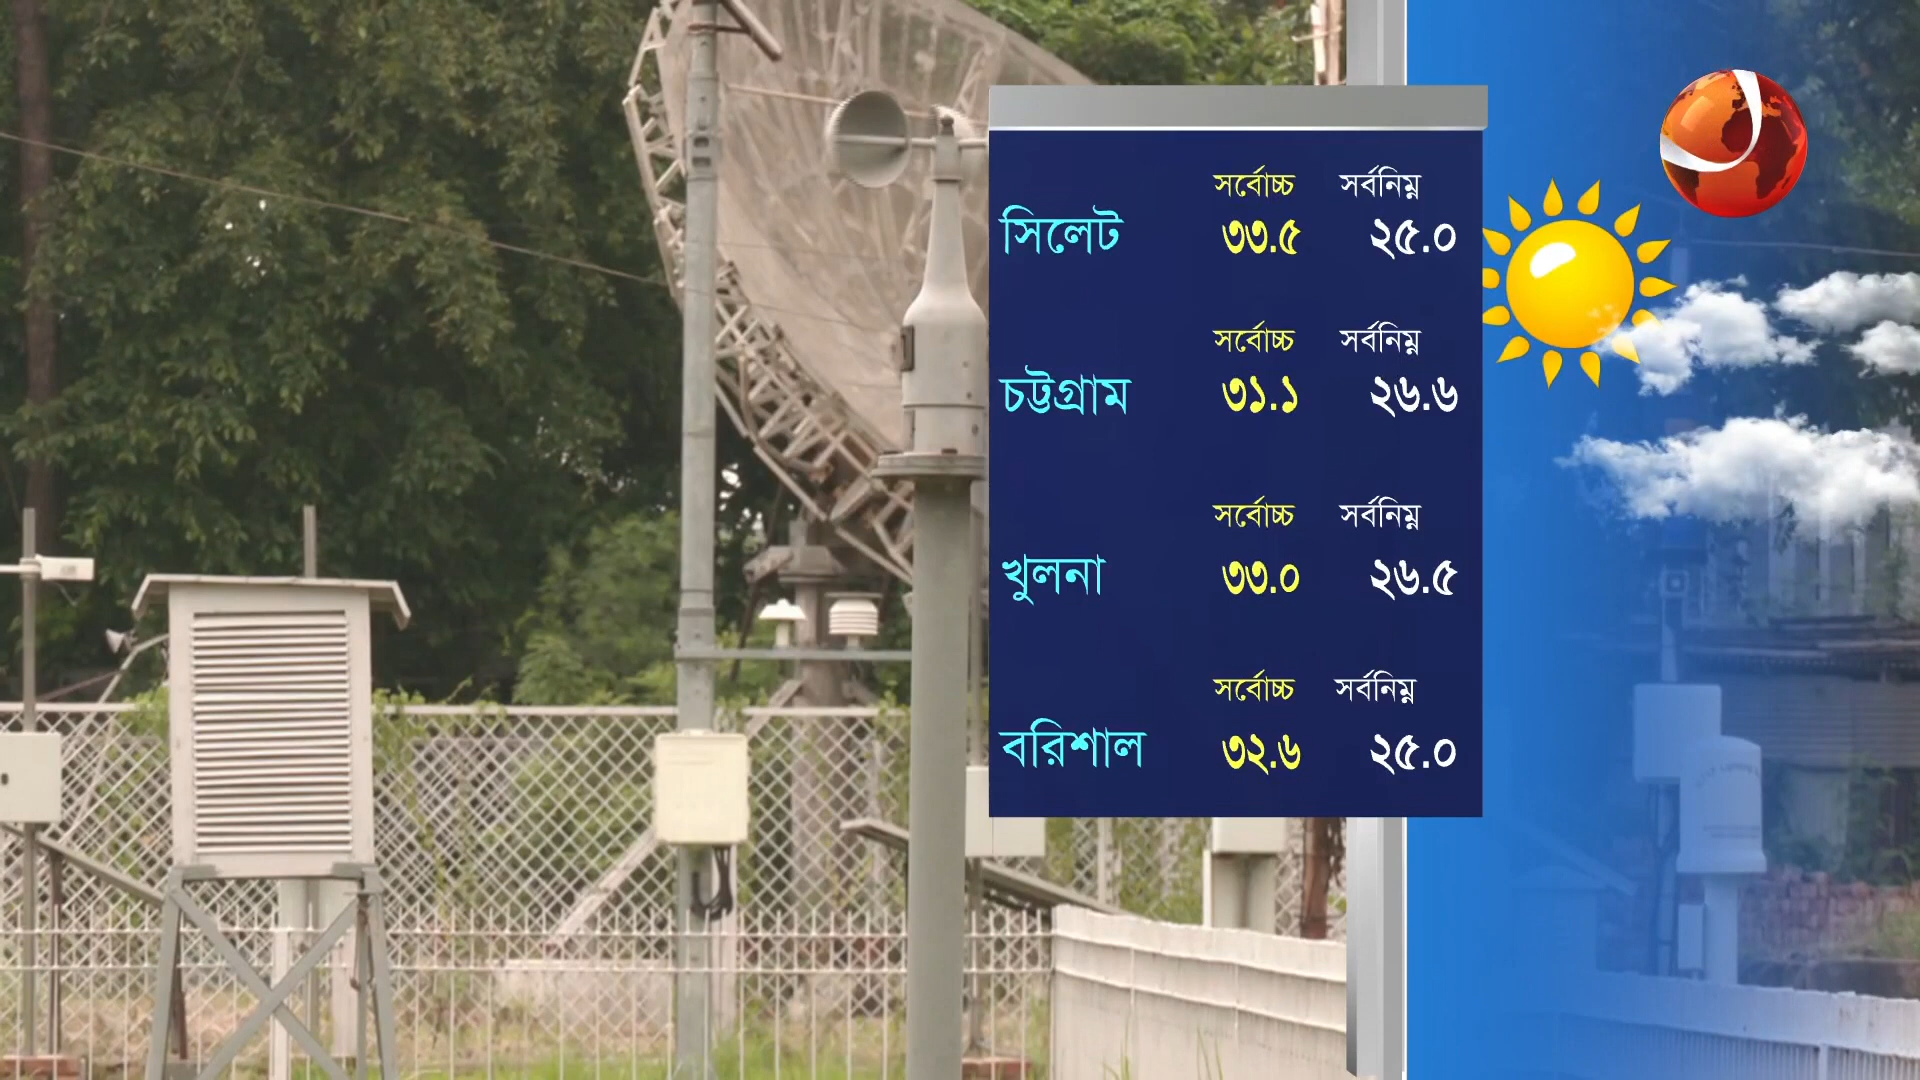 সর্বোচ্চ সর্বনিম্ন
সিলেট ৩৩.৫ ২৫.০
সর্বোচ্চ সর্বনিম্ন
চট্টগ্রাম ৩১.১ ২৬.৬
সর্বোচ্চ সর্বনিম্ন
খুলনা ৩৩.০ ২৬.৫
সর্বোচ্চ সর্বনিম্ন
বরিশাল ৩২.৬ ২৫.০